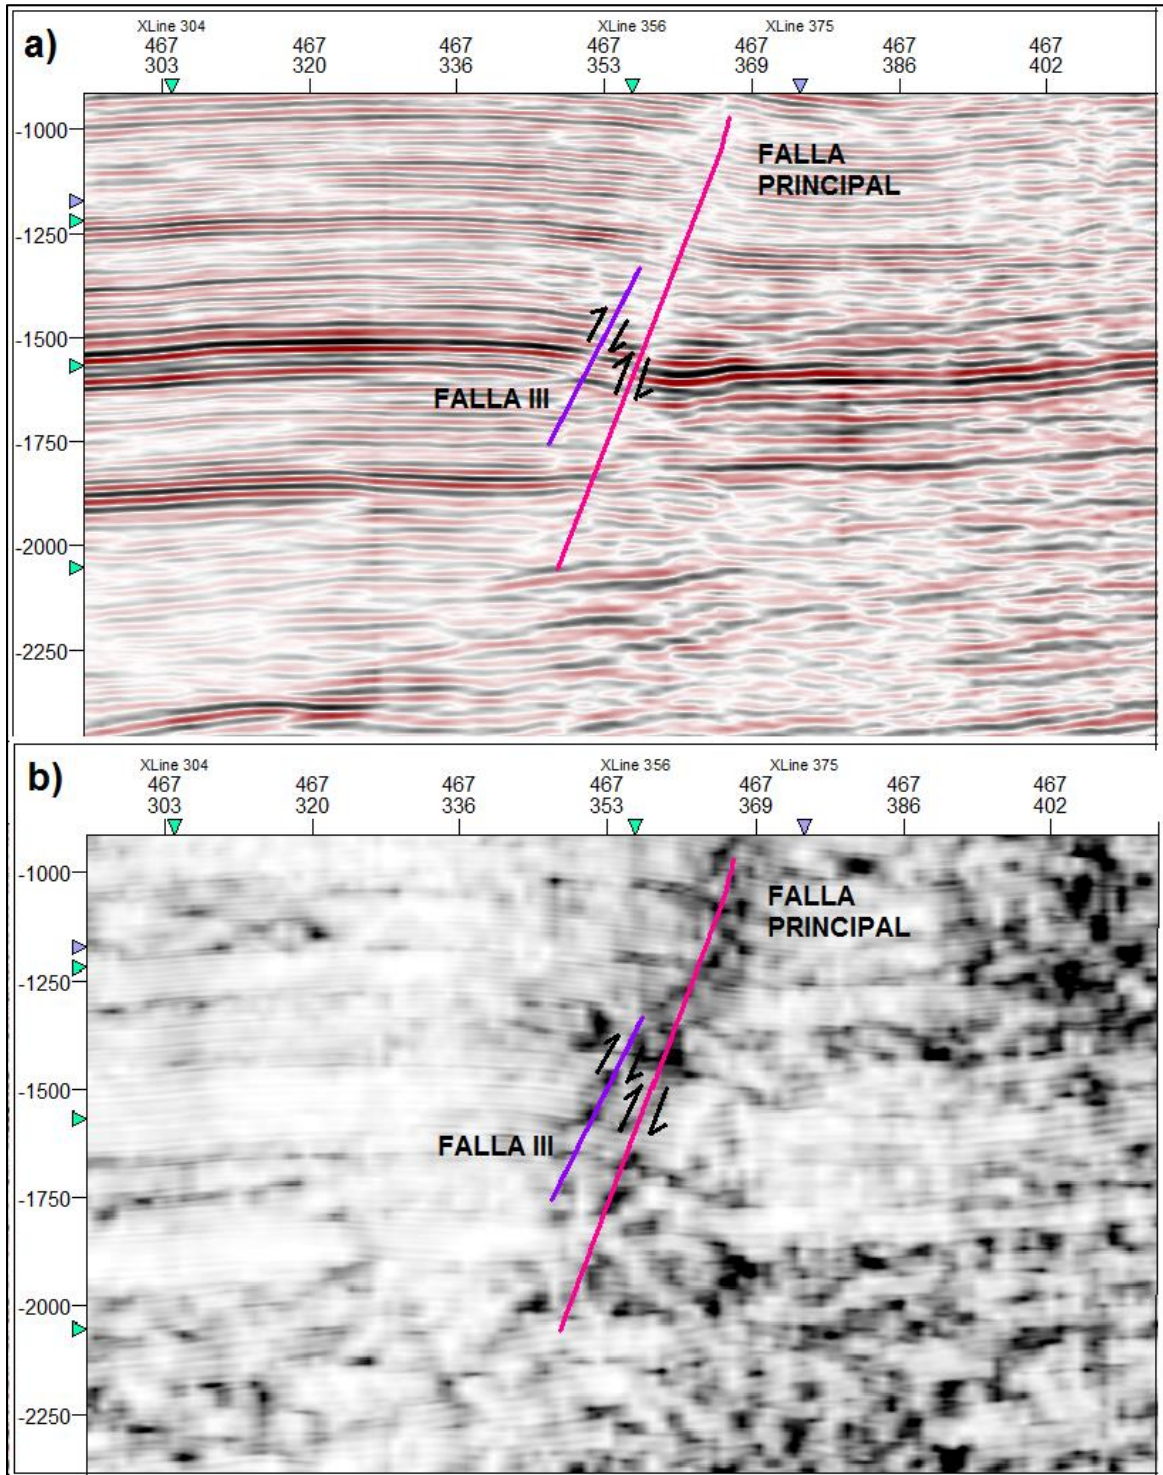 a)
XLine 304 XLine 356 XLine 375
467 467 467 467 467 467 467
303 320 336 353 369 386 402
-1000
FALLA
PRINCIPAL
-1250
-1500
FALLA III
-1750
-2000
-2250
b)
XLine 304 XLine 356 XLine 375
467 467 467 467 467 467 467
303 320 336 353 369 386 402
-1000
FALLA
PRINCIPAL
-1250
-1500
FALLA III
-1750
-2000
-2250